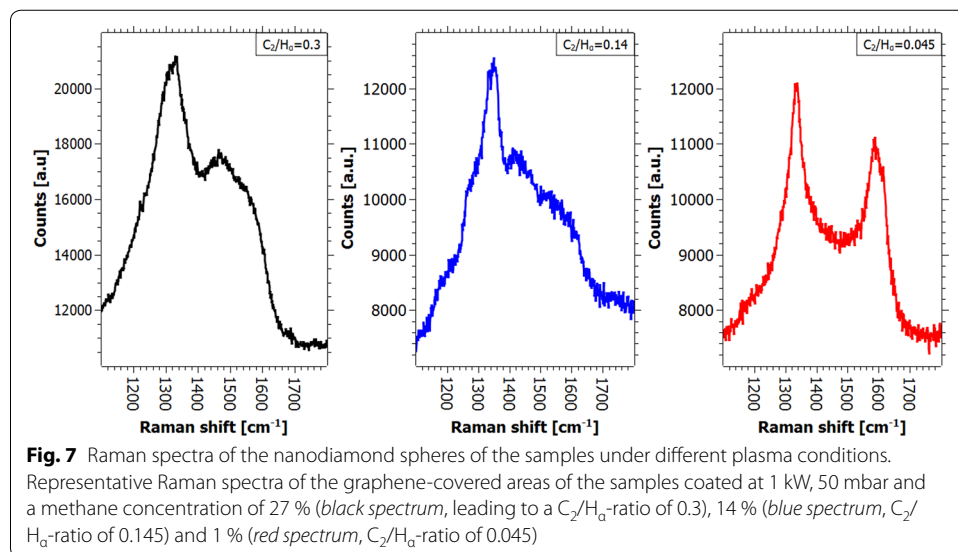 C₂/Hα=0.3
C₂/Hα=0.14
C₂/Hα=0.045
Counts [a.u.]
20000
18000
16000
14000
12000
1200
1300
1400
1500
1600
1700
Raman shift [cm⁻¹]
Counts [a.u.]
12000
11000
10000
9000
8000
1200
1300
1400
1500
1600
1700
Raman shift [cm⁻¹]
Counts [a.u.]
12000
11000
10000
9000
8000
1200
1300
1400
1500
1600
1700
Raman shift [cm⁻¹]
Fig. 7 Raman spectra of the nanodiamond spheres of the samples under different plasma conditions.
Representative Raman spectra of the graphene-covered areas of the samples coated at 1 kW, 50 mbar and
a methane concentration of 27 % (black spectrum, leading to a C₂/Hα-ratio of 0.3), 14 % (blue spectrum, C₂/
Hα-ratio of 0.145) and 1 % (red spectrum, C₂/Hα-ratio of 0.045)